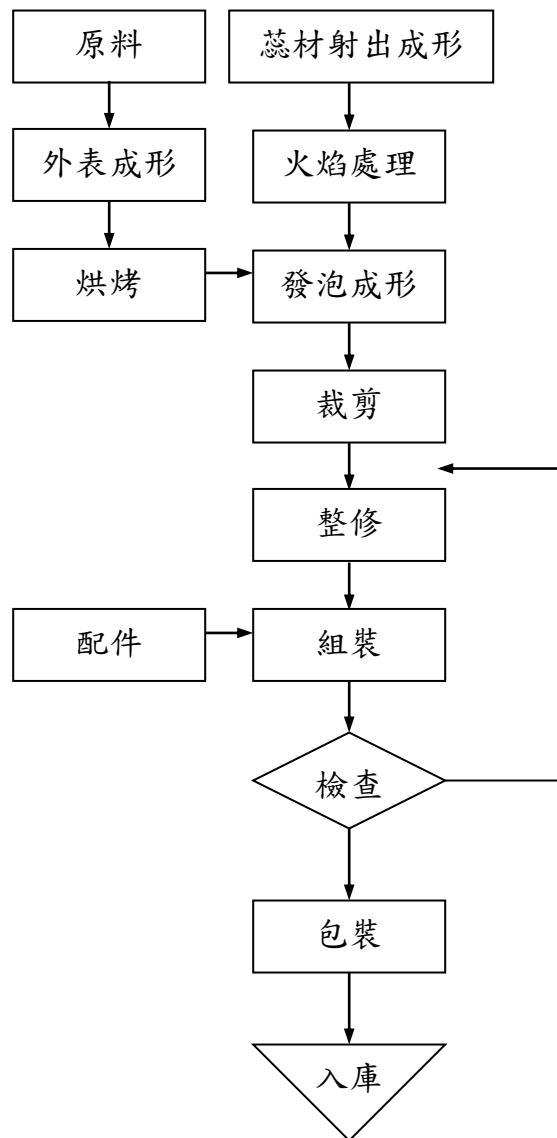 原料
蕊材射出成形
外表成形
火焰處理
烘烤
發泡成形
裁剪
整修
配件
組裝
檢查
包裝
入庫